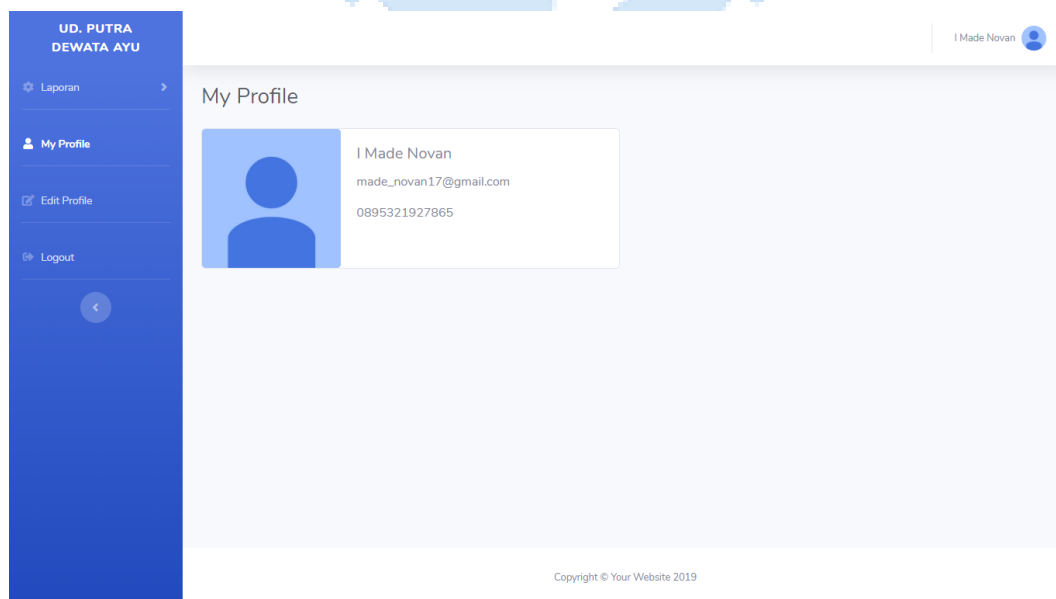 UD. PUTRA
DEWATA AYU
I Made Novan
Laporan
My Profile
Edit Profile
Logout
My Profile
I Made Novan
made_novan17@gmail.com
0895321927865
Copyright © Your Website 2019